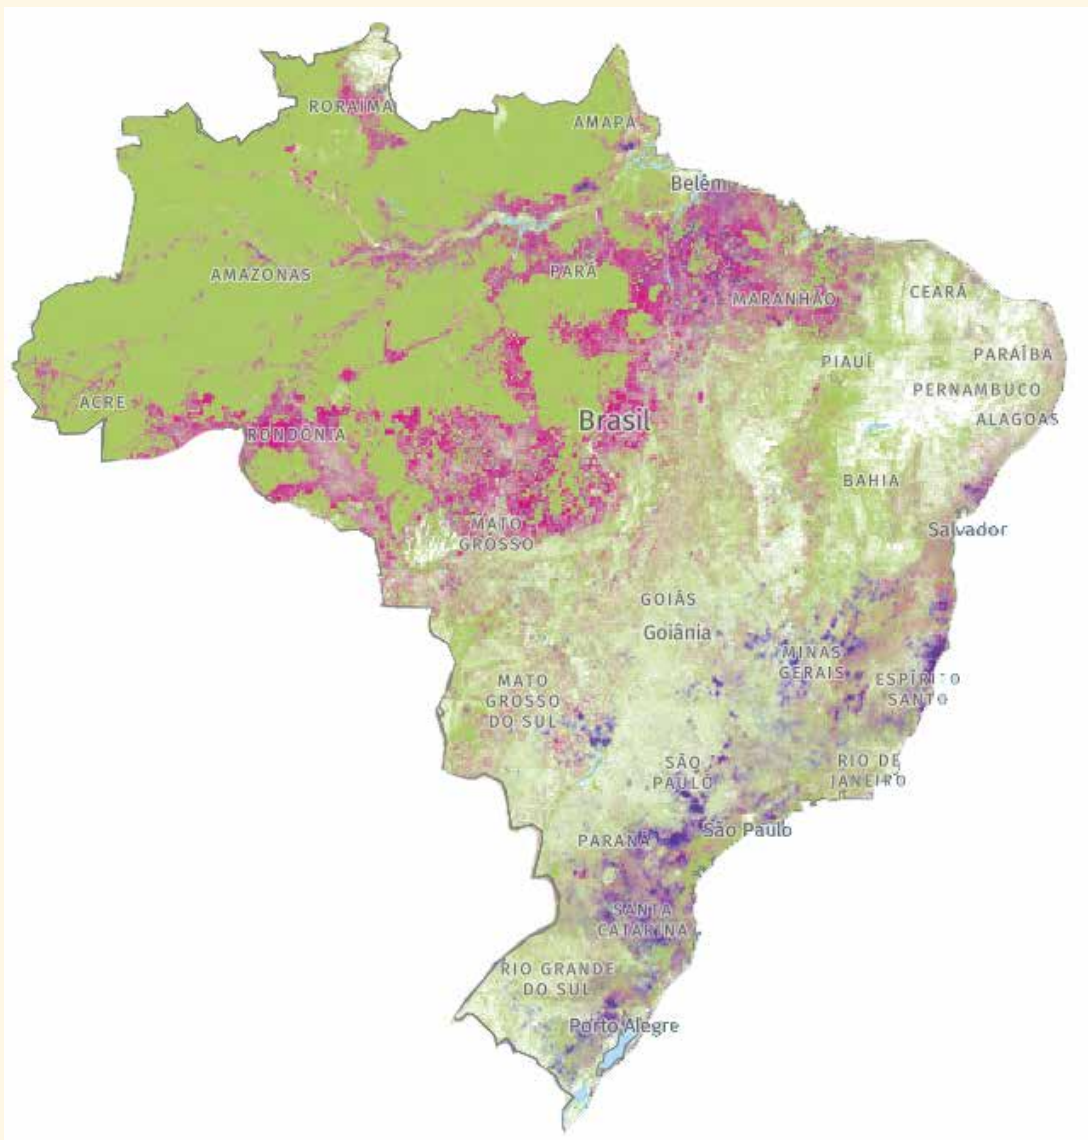 RORAIMA
AMAPÁ
Belém
AMAZONAS
PARÁ
MARANHÃO
CEARÁ
PIAUÍ
PARAÍBA
PERNAMBUCO
ALAGOAS
ACRE
RONDÔNIA
Brasil
BAHIA
MATO
GROSSO
Salvador
GOIÁS
Goiânia
MINAS
GERAIS
ESPÍRITO
SANTO
MATO
GROSSO
DO SUL
SÃO
PAULO
RIO DE
JANEIRO
PARANÁ
São Paulo
SANTA
CATARINA
RIO GRANDE
DO SUL
Porto Alegre